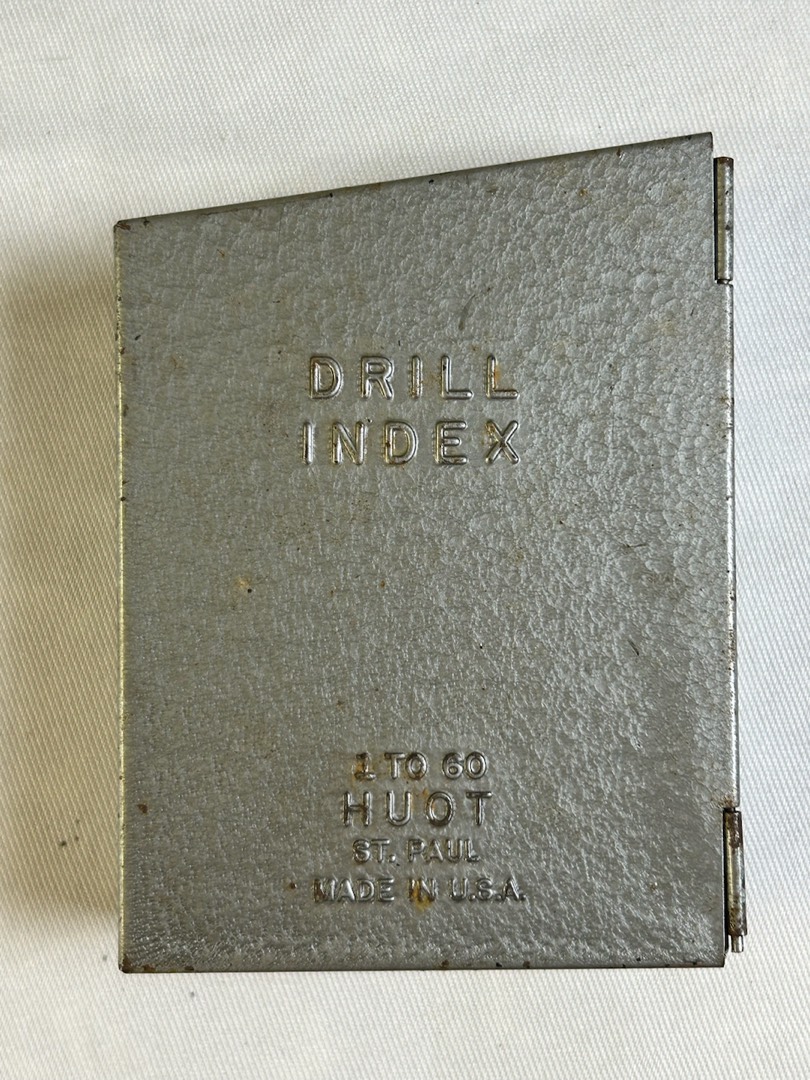 DRILL
INDEX
1 TO 60
HUOT
ST. PAUL
MADE IN U.S.A.